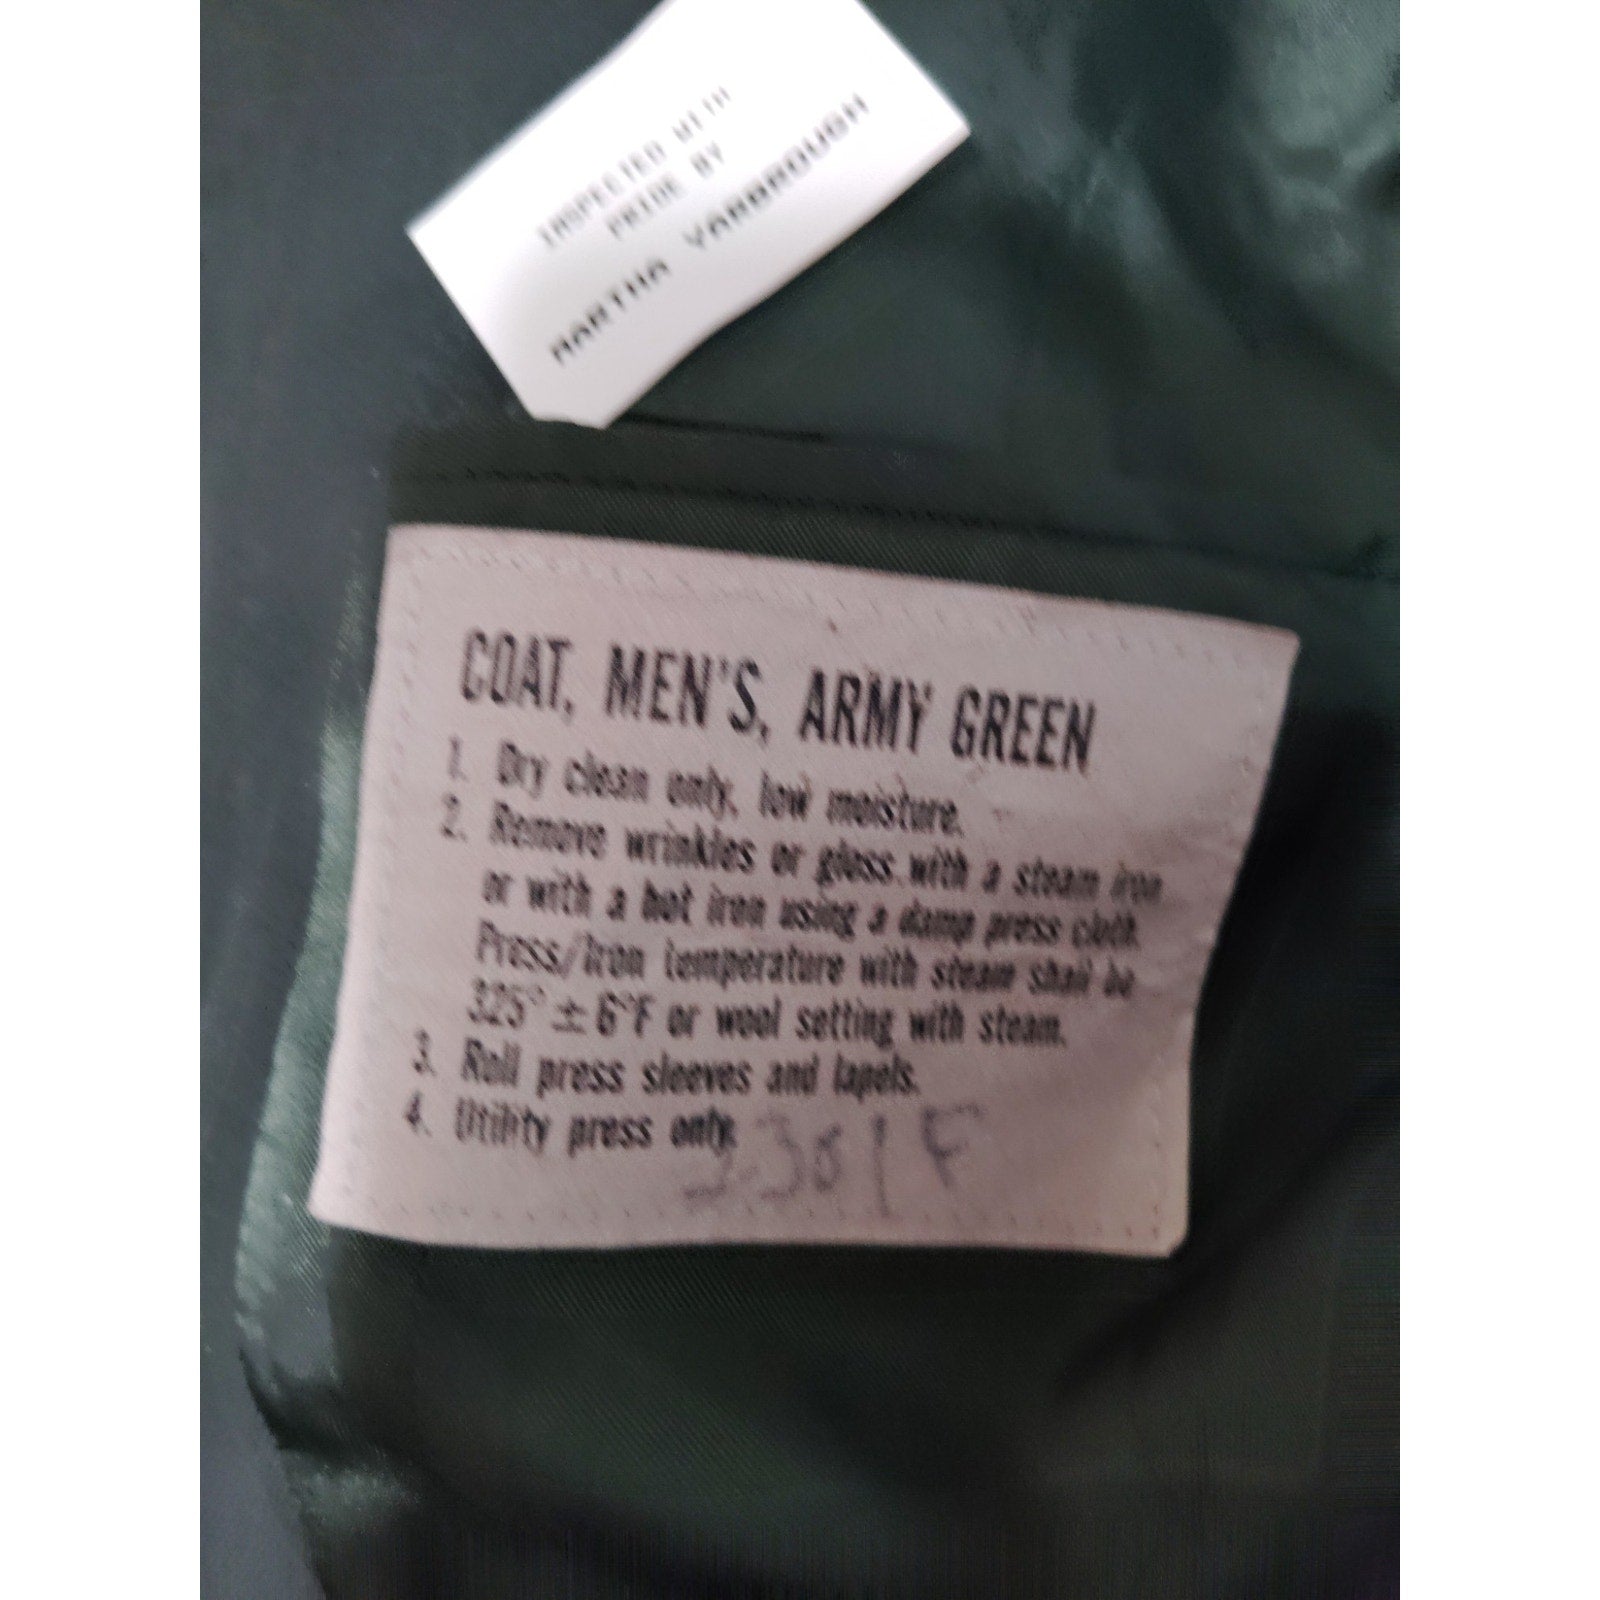 INSPECTED WITH
PRIDE BY
MARTHA YARBROUGH
COAT, MEN'S, ARMY GREEN
1. Dry clean only, low moisture.
2. Remove wrinkles or gloss with a steam iron
or with a hot iron using a damp press cloth.
Press/Iron temperature with steam shall be
325° ± 6°F or wool setting with steam.
3. Roll press sleeves and lapels.
4. Utility press only.